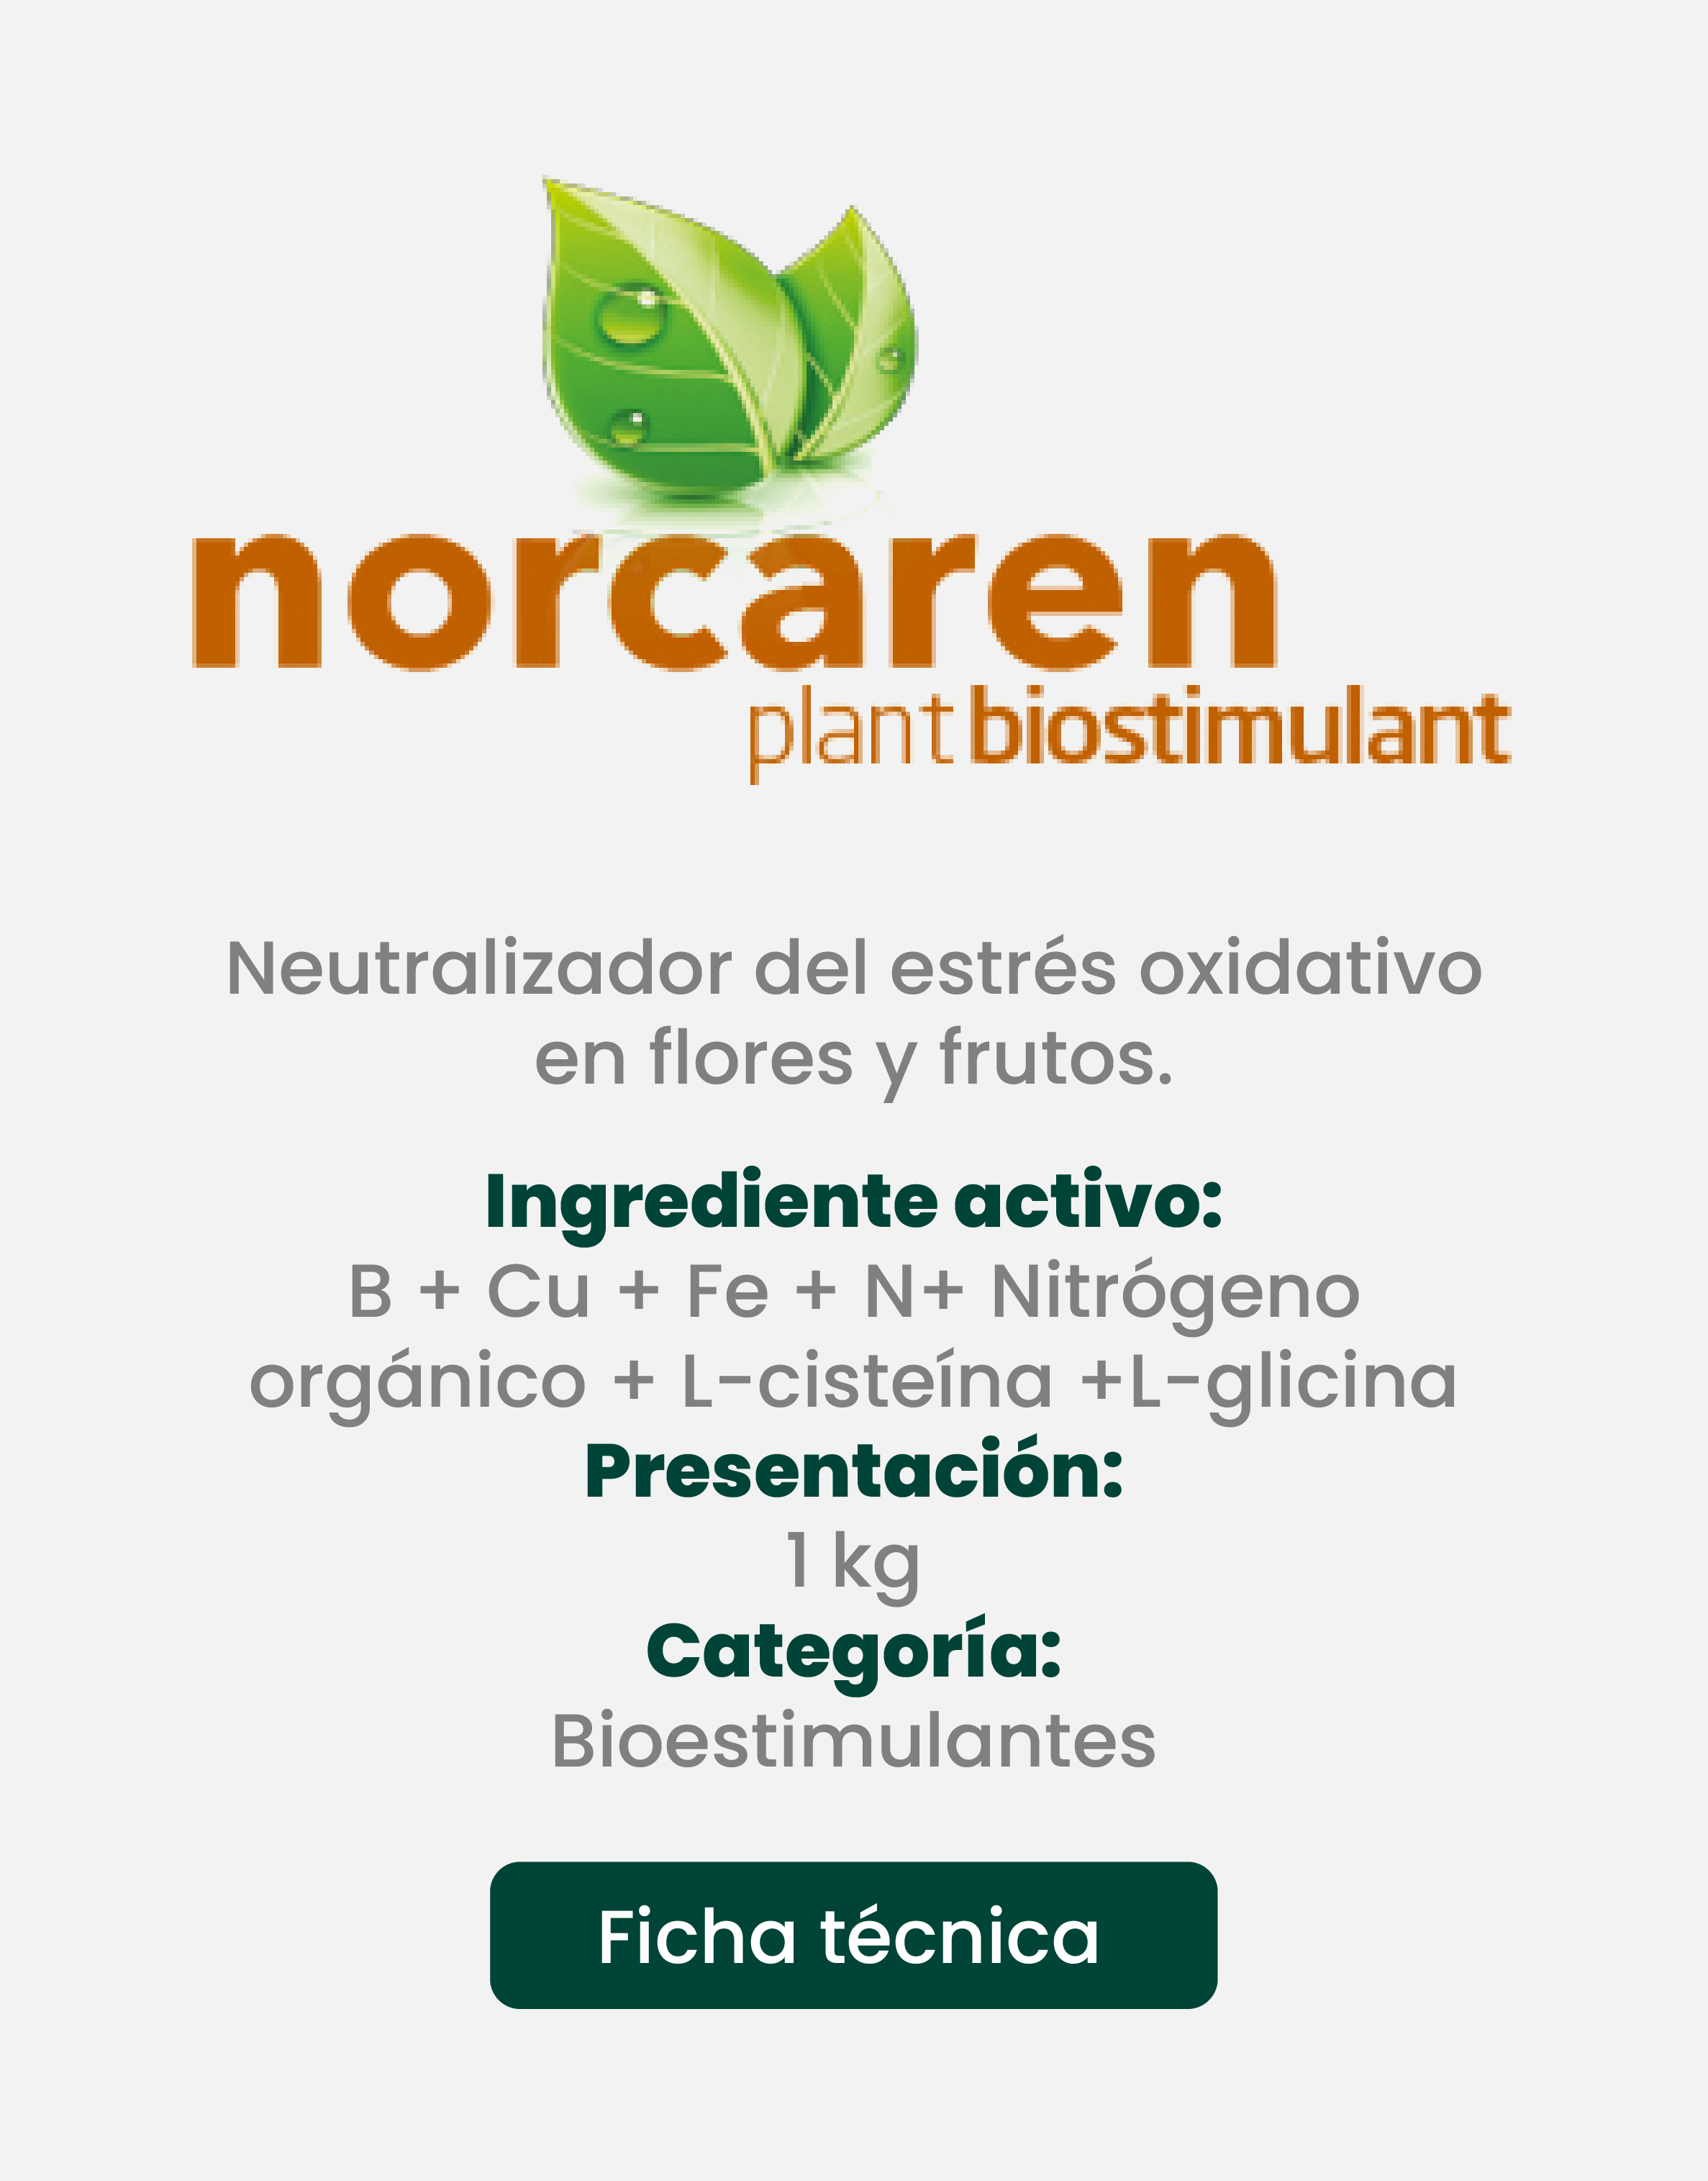 norcaren
plant biostimulant
Neutralizador del estrés oxidativo
en flores y frutos.
Ingrediente activo:
B + Cu + Fe + N+ Nitrógeno
orgánico + L-cisteína +L-glicina
Presentación:
1 kg
Categoría:
Bioestimulantes
Ficha técnica